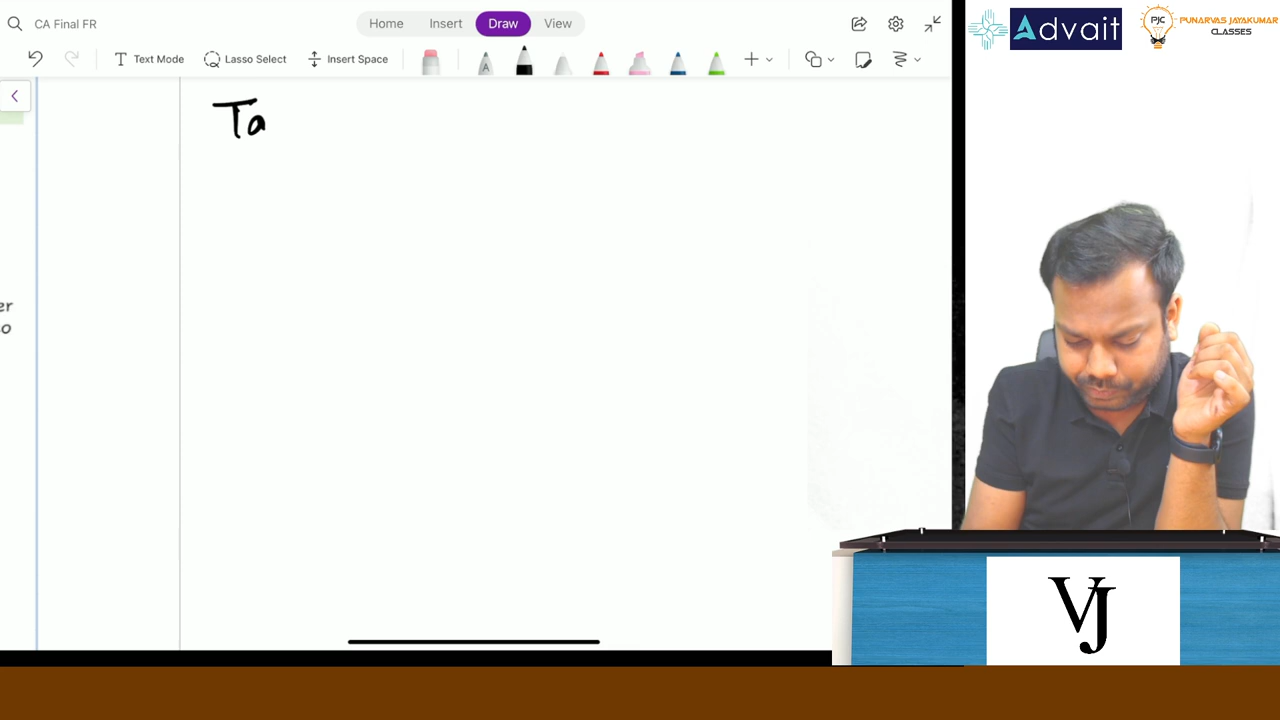 CA Final FR
Home Insert Draw View
Text Mode Lasso Select Insert Space
A
Ta
er
so
Advait
PJC
PUNARVAS JAYAKUMAR
CLASSES
VJ